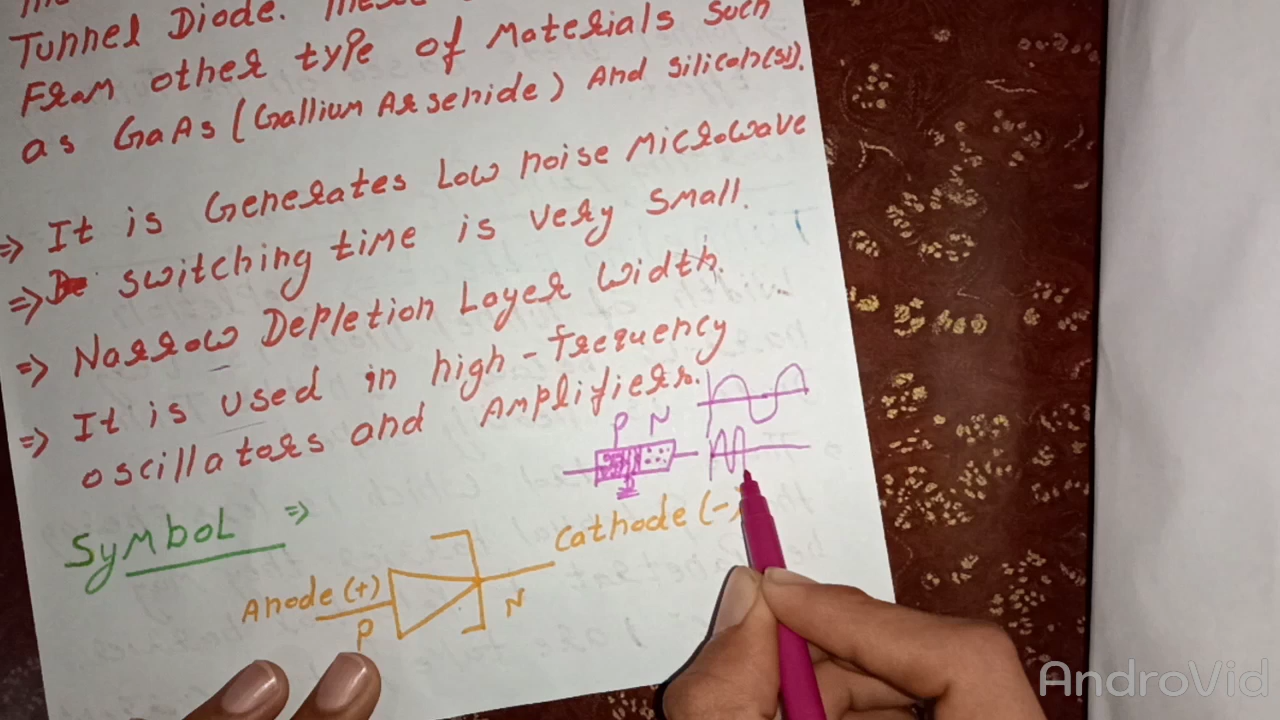 Tunnel Diode. These
From other type of Materials Such
as GaAs (Gallium Arsenide) And Silicon(si).
⇒ It is Generates Low noise Microwave
⇒ switching time is very small.
⇒ Narrow Depletion Layer Width.
⇒ It is used in high-frequency
oscillators and Amplifiers.
P N
Symbol ⇒
Cathode (-)
Anode (+)
P
N
AndroVid